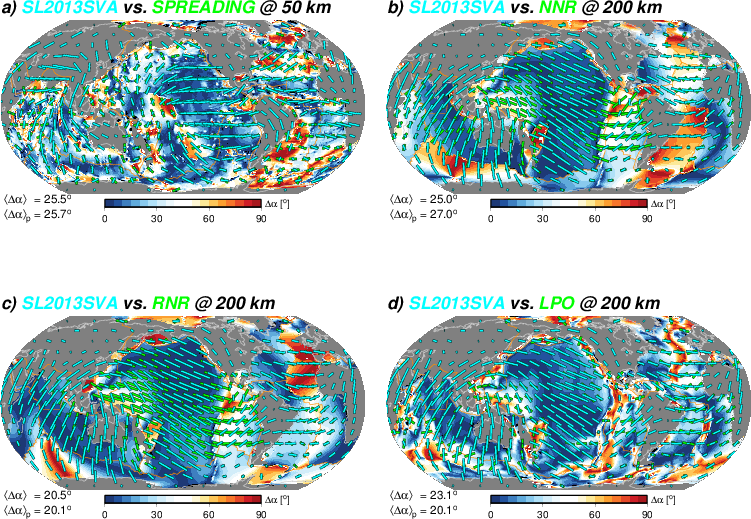 a) SL2013SVA vs. SPREADING @ 50 km
b) SL2013SVA vs. NNR @ 200 km
⟨Δα⟩ = 25.5°
⟨Δα⟩p = 25.7°
0 30 60 90
Δα [°]
⟨Δα⟩ = 25.0°
⟨Δα⟩p = 27.0°
0 30 60 90
Δα [°]
c) SL2013SVA vs. RNR @ 200 km
d) SL2013SVA vs. LPO @ 200 km
⟨Δα⟩ = 20.5°
⟨Δα⟩p = 20.1°
0 30 60 90
Δα [°]
⟨Δα⟩ = 23.1°
⟨Δα⟩p = 20.1°
0 30 60 90
Δα [°]